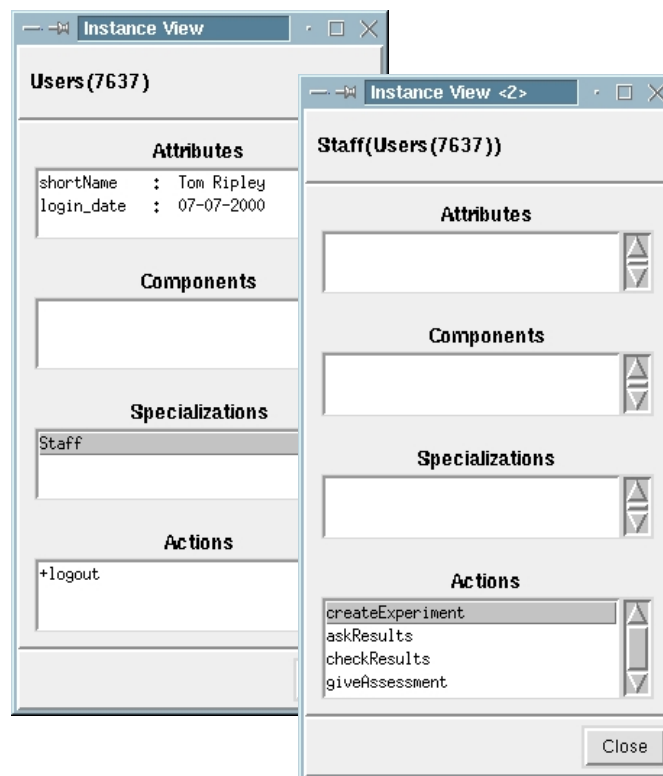 Instance View
Users(7637)
Attributes
shortName : Tom Ripley
login_date : 07-07-2000
Components
Specializations
Staff
Actions
+logout
Instance View <2>
Staff(Users(7637))
Attributes
Components
Specializations
Actions
createExperiment
askResults
checkResults
giveAssessment
Close